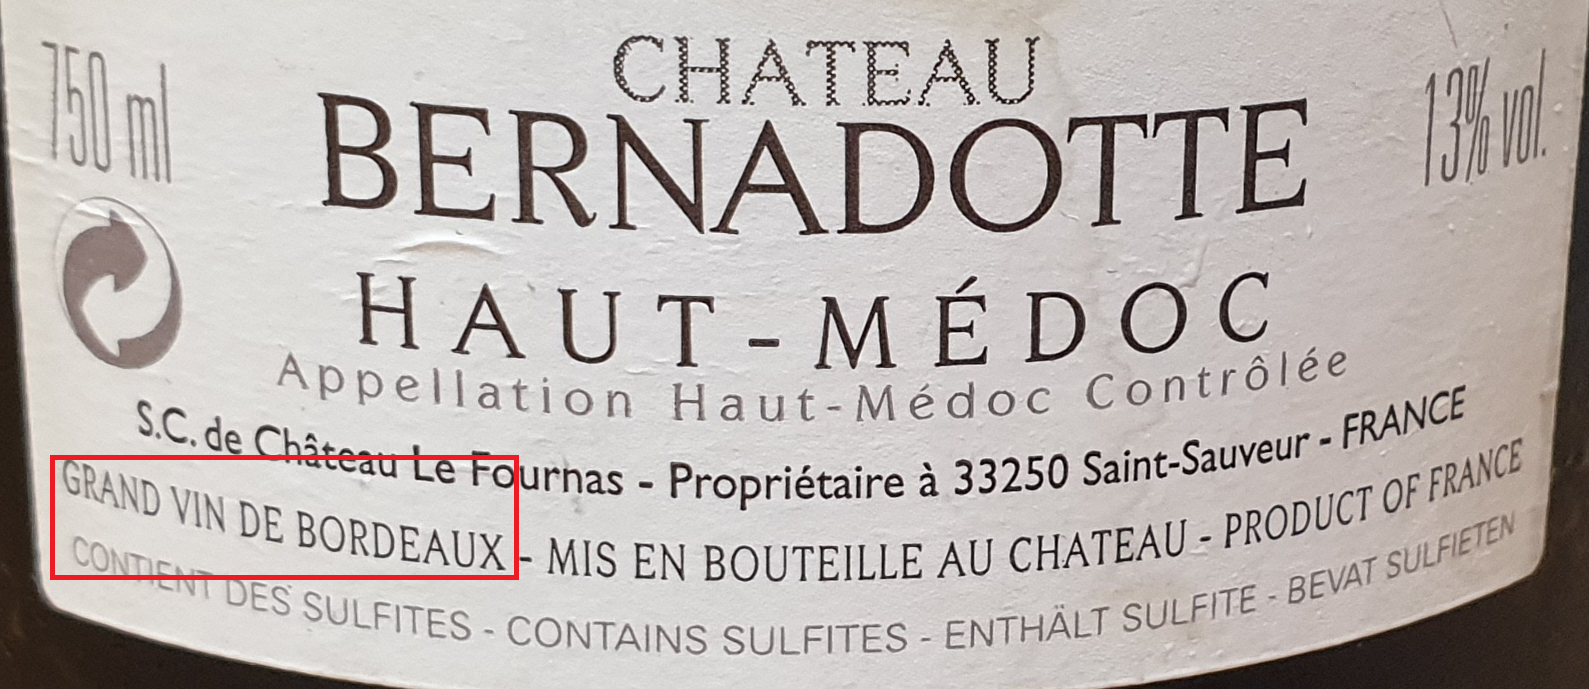 750 ml
CHATEAU
13% vol.
BERNADOTTE
HAUT-MÉDOC
Appellation Haut-Médoc Contrôlée
S.C. de Château Le Fournas - Propriétaire à 33250 Saint-Sauveur - FRANCE
GRAND VIN DE BORDEAUX - MIS EN BOUTEILLE AU CHATEAU - PRODUCT OF FRANCE
CONTIENT DES SULFITES - CONTAINS SULFITES - ENTHÄLT SULFITE - BEVAT SULFIETEN